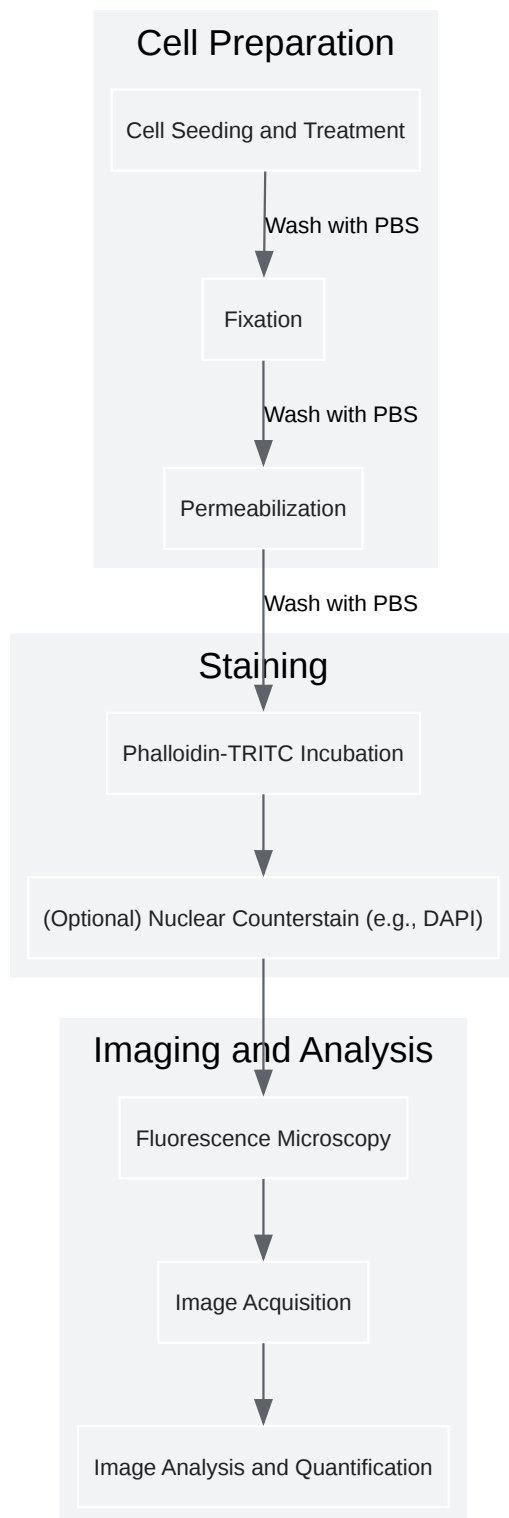 Cell Preparation
Cell Seeding and Treatment
Wash with PBS
Fixation
Wash with PBS
Permeabilization
Wash with PBS
Staining
Phalloidin-TRITC Incubation
(Optional) Nuclear Counterstain (e.g., DAPI)
Imaging and Analysis
Fluorescence Microscopy
Image Acquisition
Image Analysis and Quantification